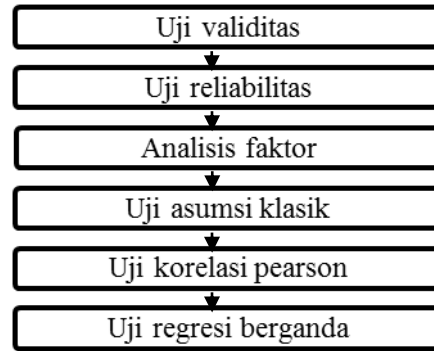 Uji validitas
Uji reliabilitas
Analisis faktor
Uji asumsi klasik
Uji korelasi pearson
Uji regresi berganda